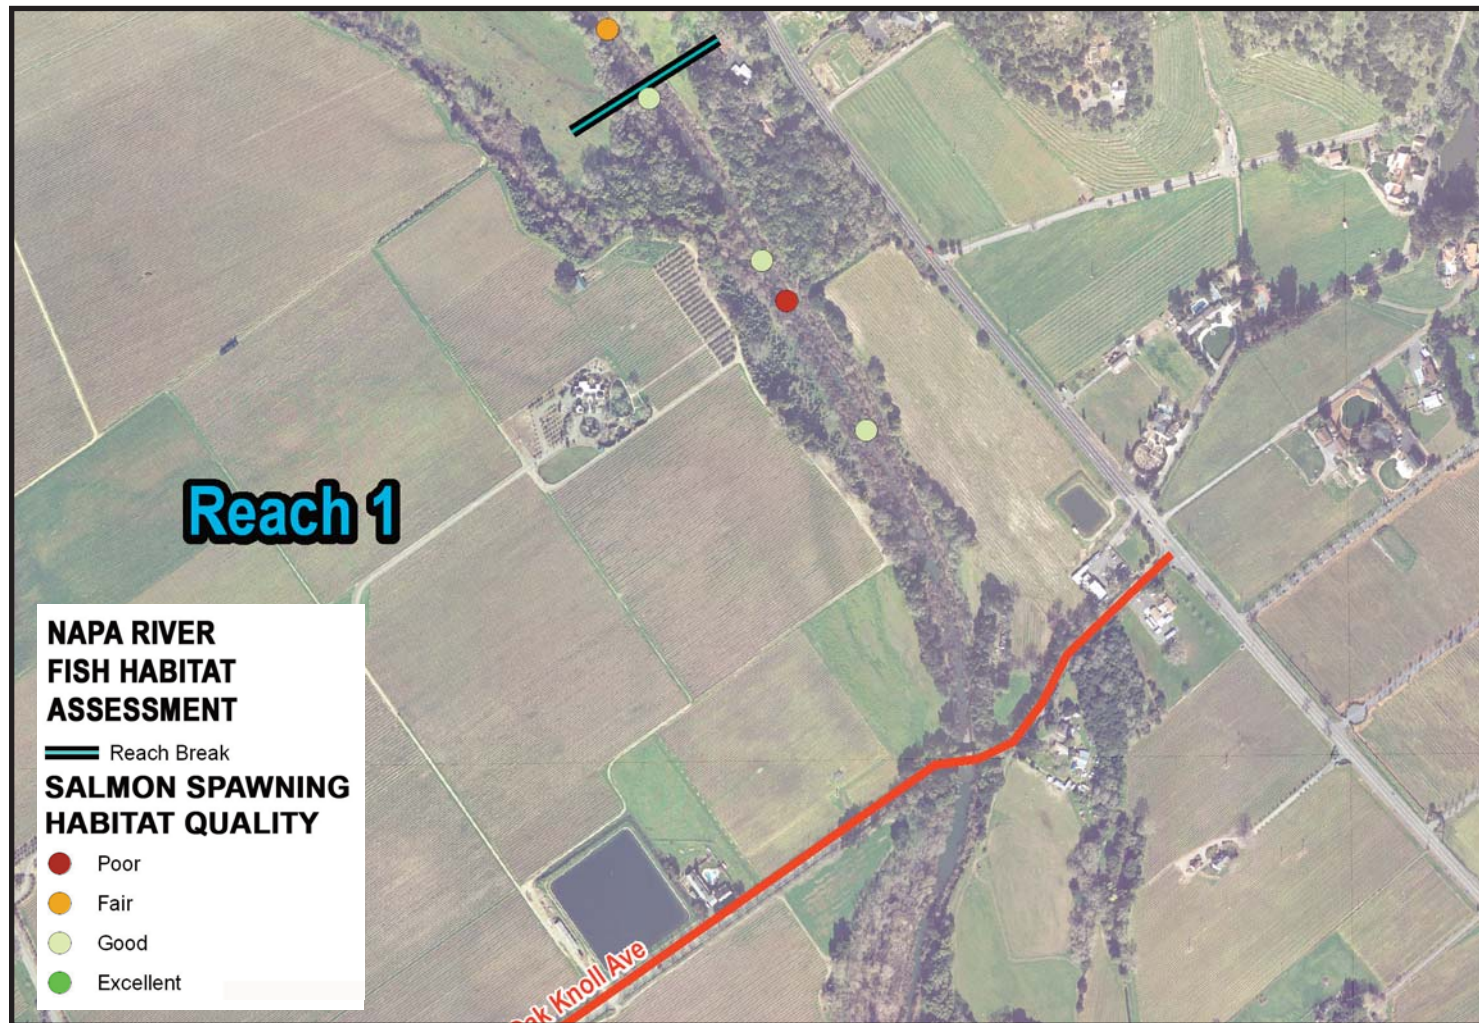 Reach 1
NAPA RIVER
FISH HABITAT
ASSESSMENT
Reach Break
SALMON SPAWNING
HABITAT QUALITY
Poor
Fair
Good
Excellent
Oak Knoll Ave